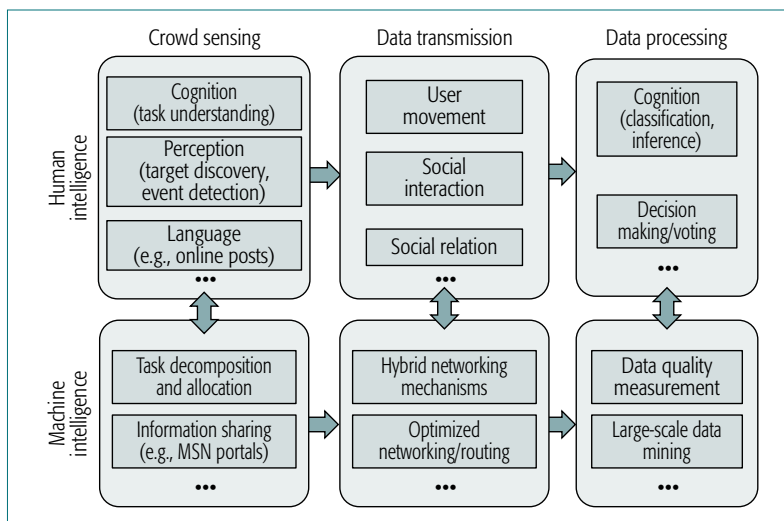 Crowd sensing
Data transmission
Data processing
Human
intelligence
Cognition
(task understanding)
Perception
(target discovery,
event detection)
Language
(e.g., online posts)
...
User
movement
Social
interaction
Social relation
...
Cognition
(classification,
inference)
Decision
making/voting
...
Machine
intelligence
Task decomposition
and allocation
Information sharing
(e.g., MSN portals)
...
Hybrid networking
mechanisms
Optimized
networking/routing
...
Data quality
measurement
Large-scale data
mining
...